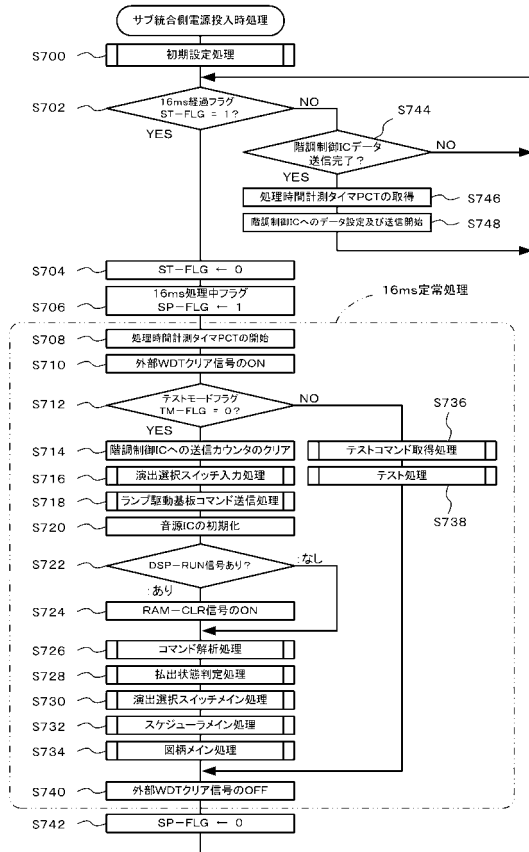 サブ統合側電源投入時処理
S700
初期設定処理
S702
16ms経過フラグ
ST-FLG = 1?
NO
YES
S744
階調制御ICデータ
送信完了?
NO
YES
処理時間計測タイマPCTの取得
S746
階調制御ICへのデータ設定及び送信開始
S748
S704
ST-FLG ← 0
S706
16ms処理中フラグ
SP-FLG ← 1
16ms定常処理
S708
処理時間計測タイマPCTの開始
S710
外部WDTクリア信号のON
S712
テストモードフラグ
TM-FLG = 0?
NO
YES
S736
S714
階調制御ICへの送信カウンタのクリア
テストコマンド取得処理
S716
演出選択スイッチ入力処理
テスト処理
S718
ランプ駆動基板コマンド送信処理
S738
S720
音源ICの初期化
S722
DSP-RUN信号あり?
:なし
:あり
S724
RAM-CLR信号のON
S726
コマンド解析処理
S728
払出状態判定処理
S730
演出選択スイッチメイン処理
S732
スケジューラメイン処理
S734
図柄メイン処理
S740
外部WDTクリア信号のOFF
S742
SP-FLG ← 0